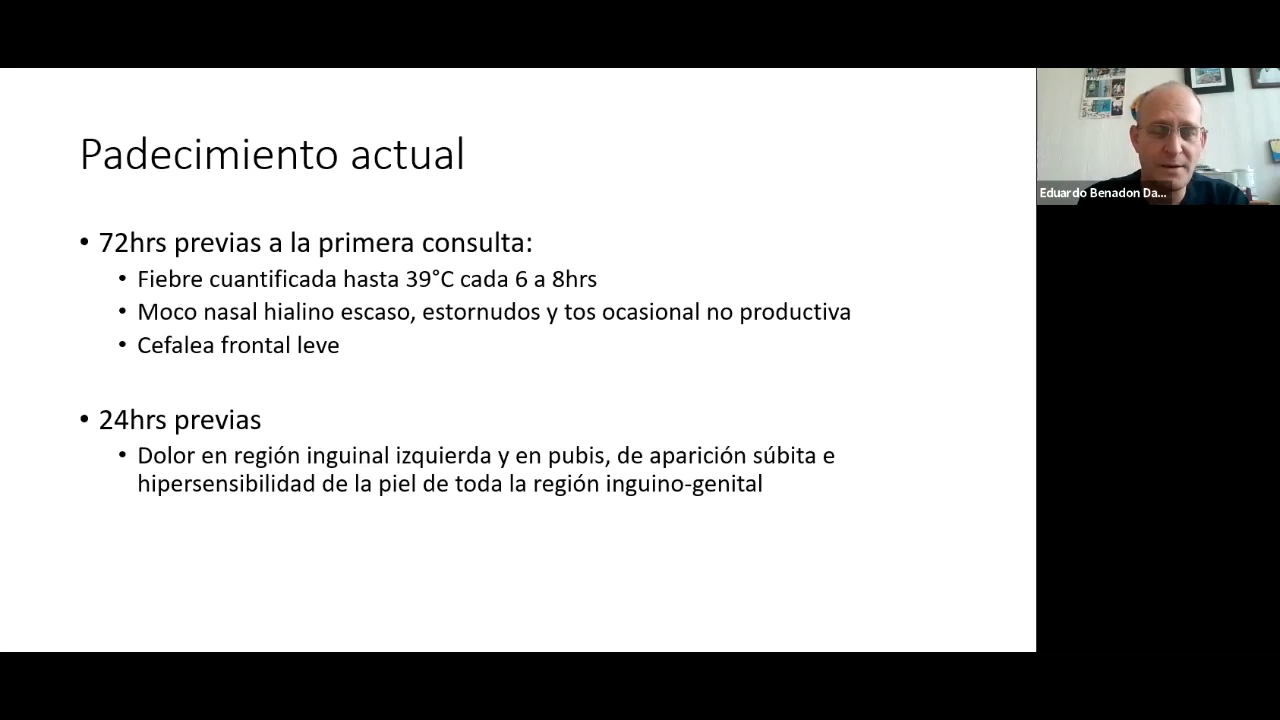 Padecimiento actual
• 72hrs previas a la primera consulta:
• Fiebre cuantificada hasta 39°C cada 6 a 8hrs
• Moco nasal hialino escaso, estornudos y tos ocasional no productiva
• Cefalea frontal leve
• 24hrs previas
• Dolor en región inguinal izquierda y en pubis, de aparición súbita e
hipersensibilidad de la piel de toda la región inguino-genital
Eduardo Benadon Da...